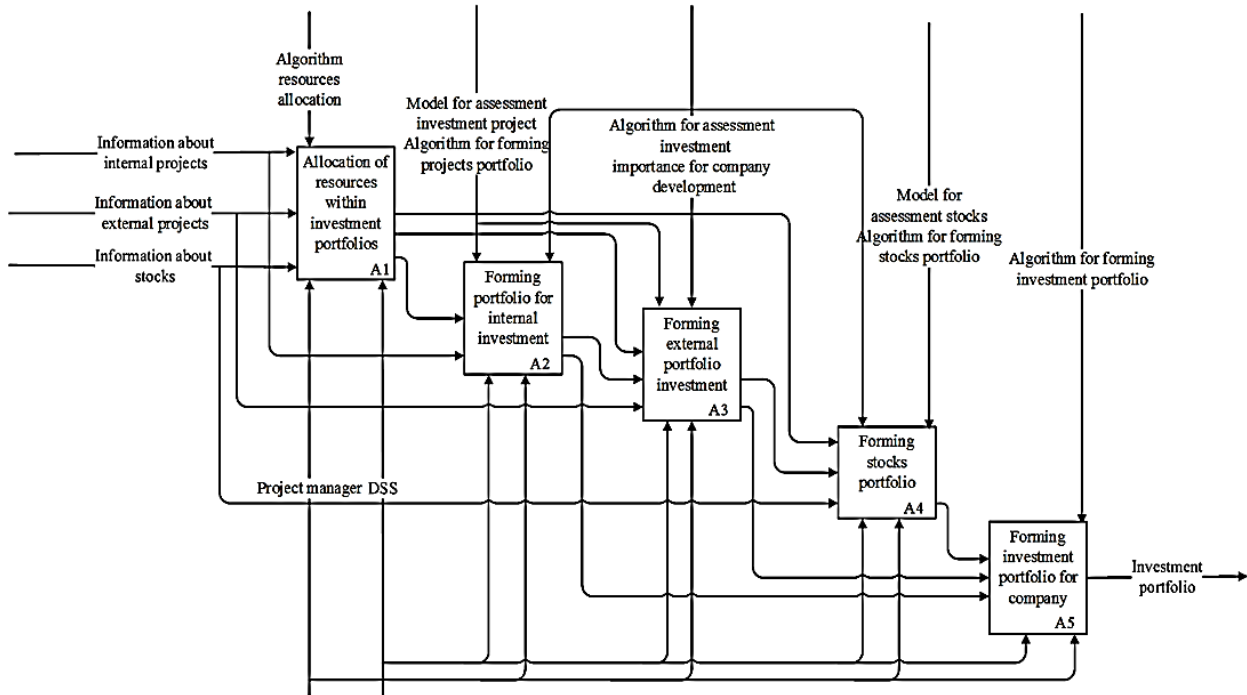 Algorithm
resources
allocation
Model for assessment
investment project
Algorithm for forming
projects portfolio
Algorithm for assessment
investment
importance for company
development
Information about
internal projects
Information about
external projects
Information about
stocks
Allocation of
resources
within
investment
portfolios
A1
Model for
assessment stocks
Algorithm for forming
stocks portfolio
Algorithm for forming
investment portfolio
Forming
portfolio for
internal
investment
A2
Forming
external
portfolio
investment
A3
Forming
stocks
portfolio
A4
Project manager DSS
Forming
investment
portfolio for
company
A5
Investment
portfolio